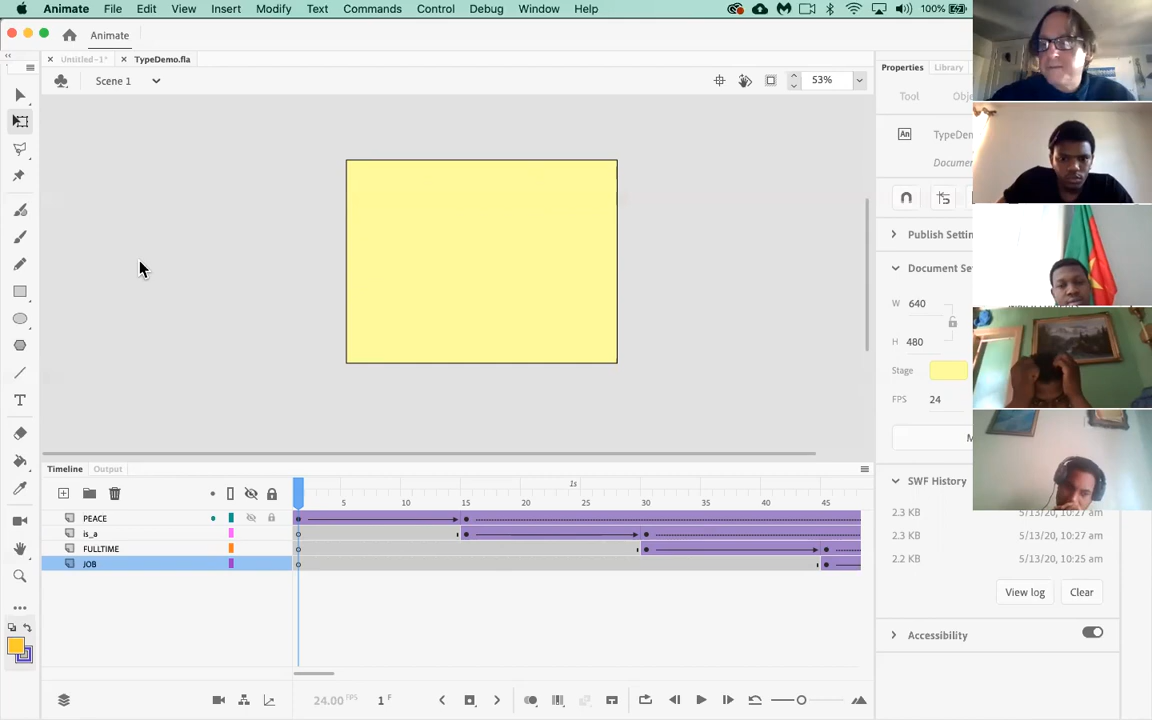 Animate File Edit View Insert Modify Text Commands Control Debug Window Help 100%
Animate
Untitled-1* TypeDemo.fla
Scene 1 53%
Properties Library
Tool
TypeDem
Docume
Publish Settin
Document Se
W 640
H 480
Stage
FPS 24
M
SWF History
2.3 KB 5/13/20, 10:27 am
2.3 KB 5/13/20, 10:27 am
2.2 KB 5/13/20, 10:25 am
View log Clear
Accessibility
Timeline Output
1s
5 10 15 20 25 30 35 40 45
PEACE
is_a
FULLTIME
JOB
24.00 FPS 1 F